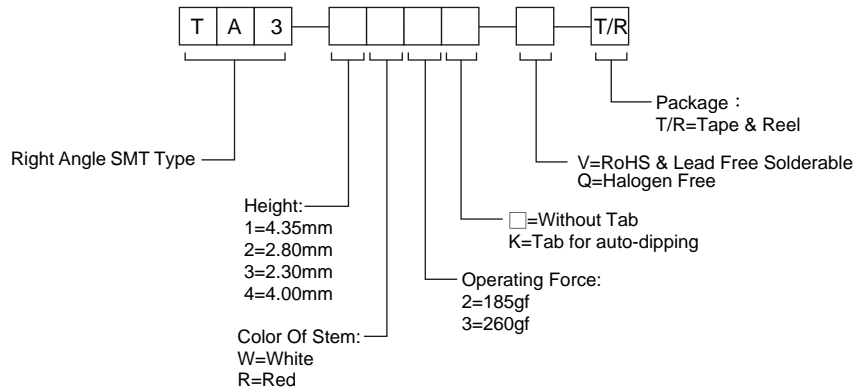 T A 3 T/R
Package：
T/R=Tape & Reel
Right Angle SMT Type
V=RoHS & Lead Free Solderable
Q=Halogen Free
Height:
1=4.35mm
2=2.80mm
3=2.30mm
4=4.00mm
□=Without Tab
K=Tab for auto-dipping
Operating Force:
2=185gf
3=260gf
Color Of Stem:
W=White
R=Red